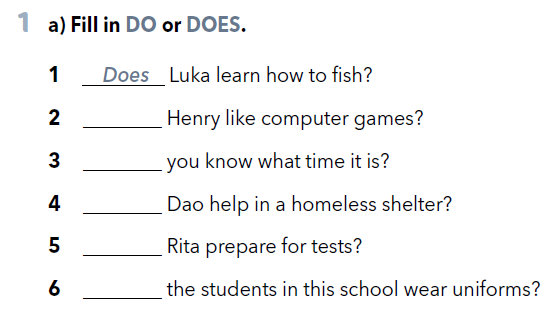 1 a) Fill in DO or DOES.
1 Does Luka learn how to fish?
2 ________ Henry like computer games?
3 ________ you know what time it is?
4 ________ Dao help in a homeless shelter?
5 ________ Rita prepare for tests?
6 ________ the students in this school wear uniforms?